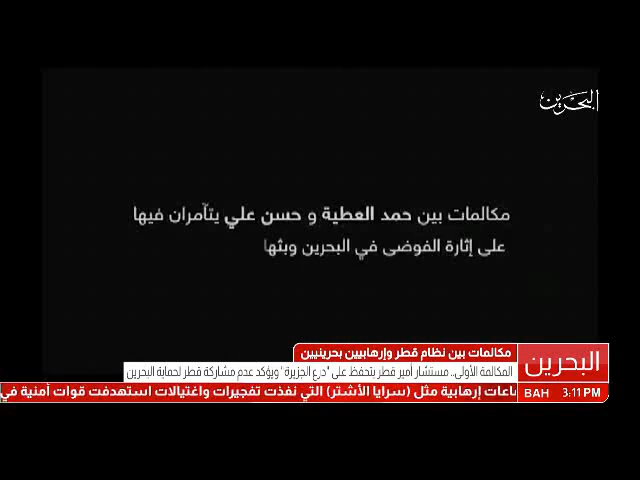 البحرين
مكالمات بين حمد العطية و حسن علي يتآمران فيها
على إثارة الفوضى في البحرين وبثها
مكالمات بين نظام قطر وإرهابيين بحرينيين
المكالمة الأولى.. مستشار أمير قطر يتحفظ على "درع الجزيرة" ويؤكد عدم مشاركة قطر لحماية البحرين
البحرين
باعات إرهابية مثل (سرايا الأشتر) التي نفذت تفجيرات واغتيالات استهدفت قوات أمنية في
BAH 3:11 PM